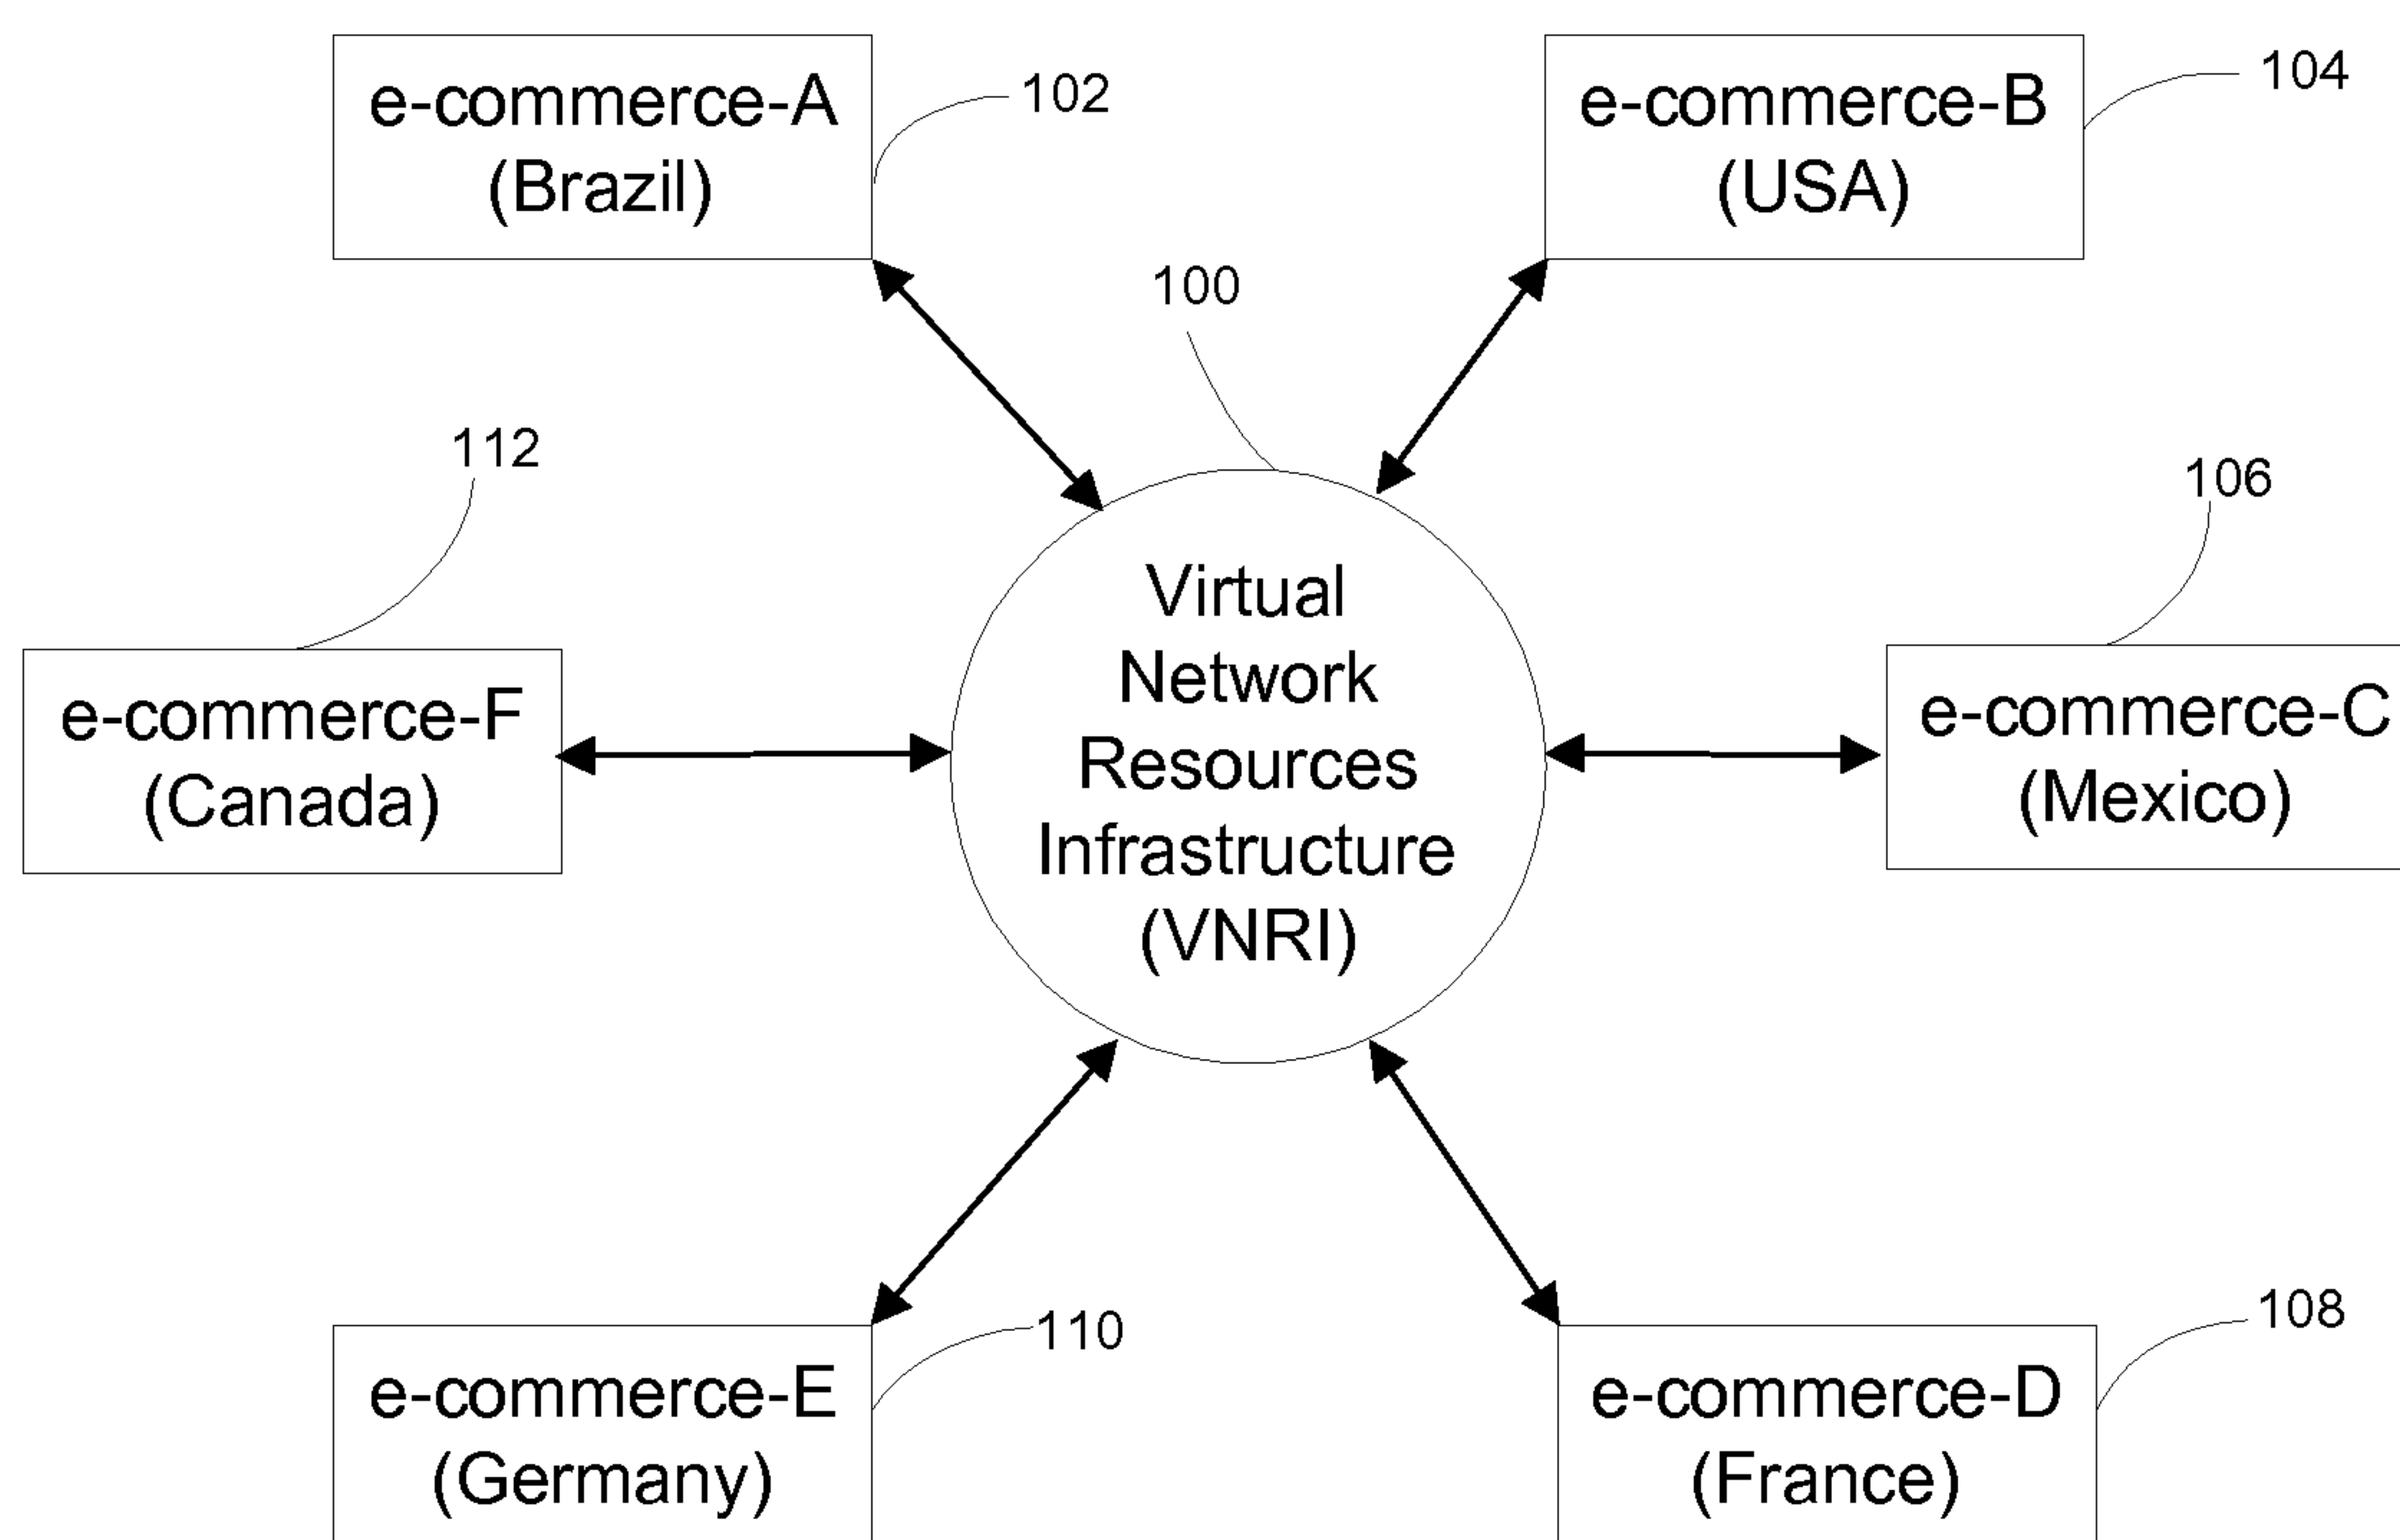 e-commerce-A
(Brazil)
102
e-commerce-B
(USA)
104
100
112
106
Virtual
Network
Resources
Infrastructure
(VNRI)
e-commerce-F
(Canada)
e-commerce-C
(Mexico)
e-commerce-E
(Germany)
110
e-commerce-D
(France)
108